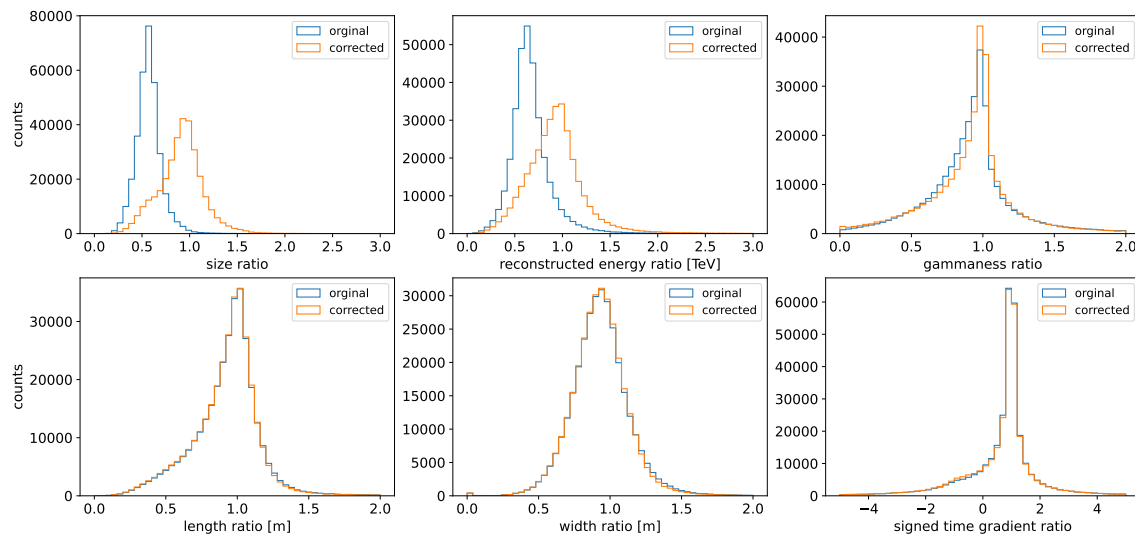 80000
60000
40000
20000
0
counts
0.0 0.5 1.0 1.5 2.0 2.5 3.0
size ratio
orginal
corrected
50000
40000
30000
20000
10000
0
0.0 0.5 1.0 1.5 2.0 2.5 3.0
reconstructed energy ratio [TeV]
orginal
corrected
40000
30000
20000
10000
0
0.0 0.5 1.0 1.5 2.0
gammaness ratio
orginal
corrected
30000
20000
10000
0
counts
0.0 0.5 1.0 1.5 2.0
length ratio [m]
orginal
corrected
30000
25000
20000
15000
10000
5000
0
0.0 0.5 1.0 1.5 2.0
width ratio [m]
orginal
corrected
60000
50000
40000
30000
20000
10000
0
−4 −2 0 2 4
signed time gradient ratio
orginal
corrected